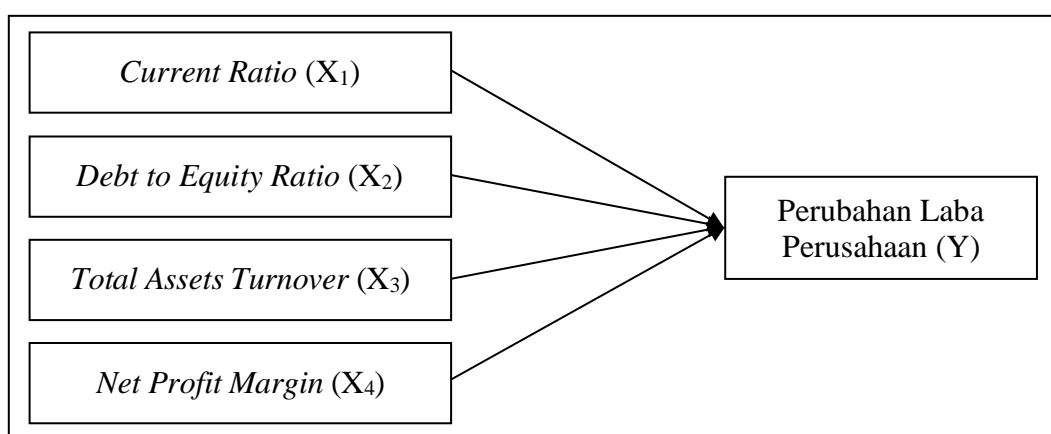 Current Ratio (X₁)
Debt to Equity Ratio (X₂)
Total Assets Turnover (X₃)
Net Profit Margin (X₄)
Perubahan Laba
Perusahaan (Y)